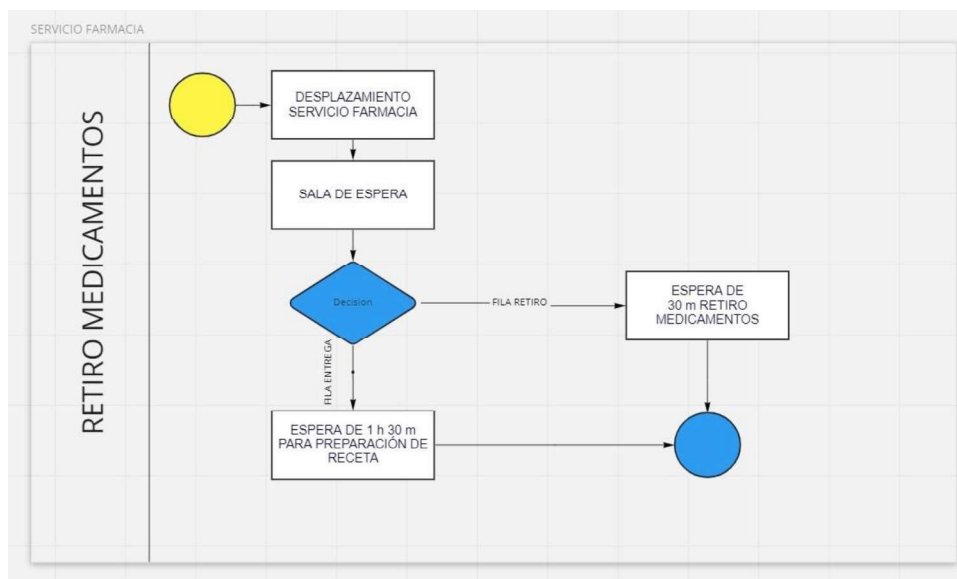 SERVICIO FARMACIA
RETIRO MEDICAMENTOS
DESPLAZAMIENTO
SERVICIO FARMACIA
SALA DE ESPERA
Decision
FILA RETIRO
ESPERA DE
30 m RETIRO
MEDICAMENTOS
FILA ENTREGA
ESPERA DE 1 h 30 m
PARA PREPARACIÓN DE
RECETA